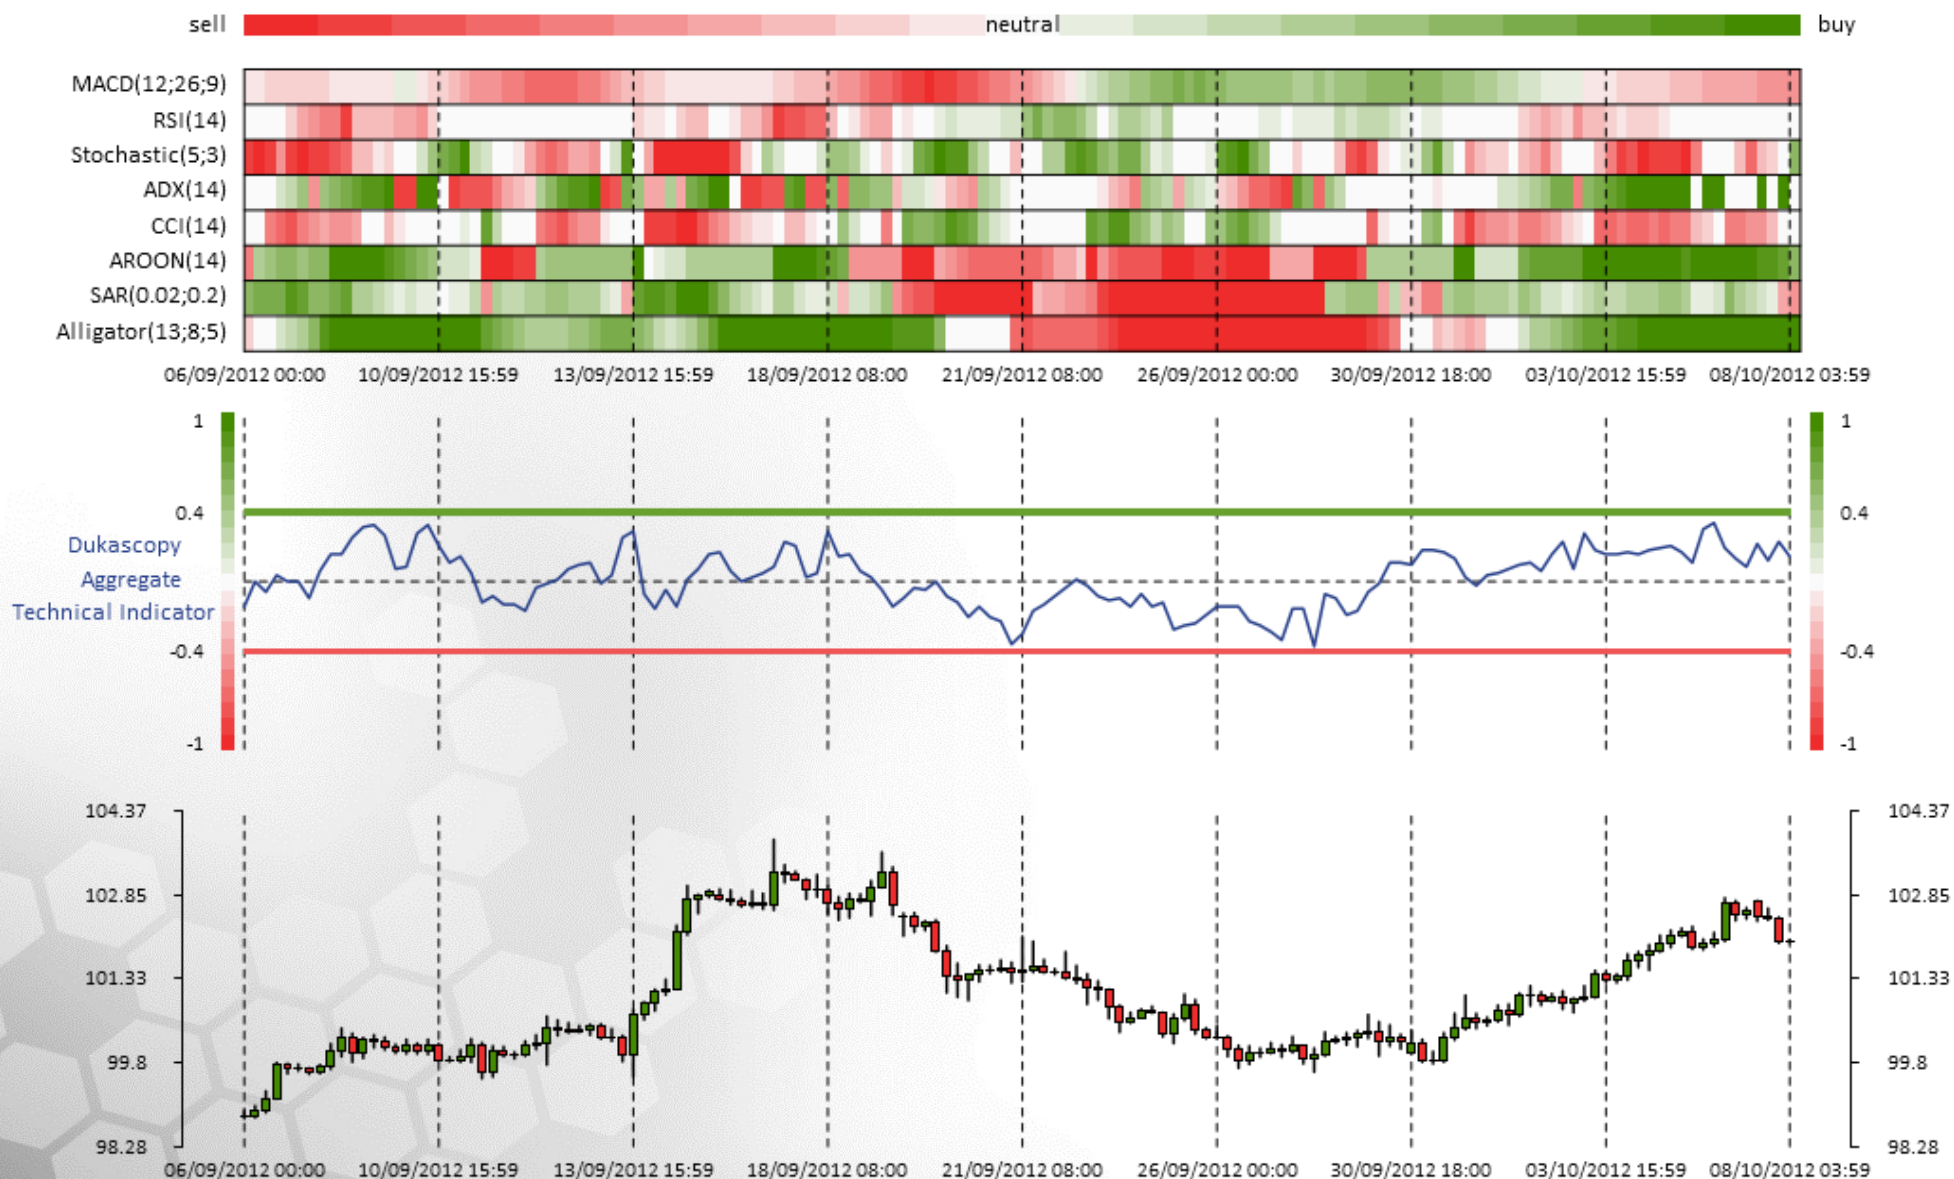 sell neutral buy
MACD(12;26;9)
RSI(14)
Stochastic(5;3)
ADX(14)
CCI(14)
AROON(14)
SAR(0.02;0.2)
Alligator(13;8;5)
06/09/2012 00:00 10/09/2012 15:59 13/09/2012 15:59 18/09/2012 08:00 21/09/2012 08:00 26/09/2012 00:00 30/09/2012 18:00 03/10/2012 15:59 08/10/2012 03:59
1 1
0.4 0.4
Dukascopy
Aggregate
Technical Indicator
-0.4 -0.4
-1 -1
104.37 104.37
102.85 102.85
101.33 101.33
99.8 99.8
98.28 98.28
06/09/2012 00:00 10/09/2012 15:59 13/09/2012 15:59 18/09/2012 08:00 21/09/2012 08:00 26/09/2012 00:00 30/09/2012 18:00 03/10/2012 15:59 08/10/2012 03:59